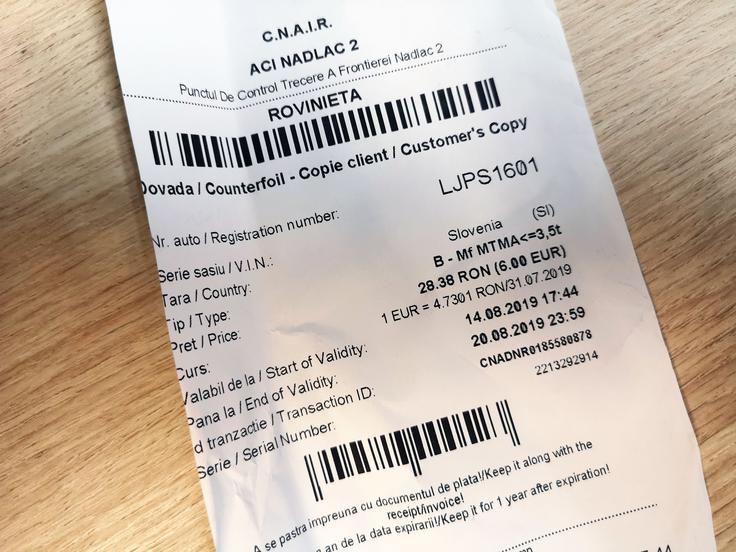 C.N.A.I.R.
ACI NADLAC 2
Punctul De Control Trecere A Frontierei Nadlac 2
ROVINIETA
Dovada / Counterfoil - Copie client / Customer's Copy
Nr. auto / Registration number: LJPS1601
Serie sasiu / V.I.N.:
Tara / Country: Slovenia (SI)
Tip / Type: B - Mf MTMA<=3,5t
Pret / Price: 28.38 RON (6.00 EUR)
Curs: 1 EUR = 4.7301 RON/31.07.2019
Valabil de la / Start of Validity: 14.08.2019 17:44
Pana la / End of Validity: 20.08.2019 23:59
d tranzactie / Transaction ID: CNADNR0185580878
Serie / Serial Number: 2213292914
A se pastra impreuna cu documentul de plata!/Keep it along with the
receipt/invoice!
an de la data expirarii!/Keep it for 1 year after expiration!